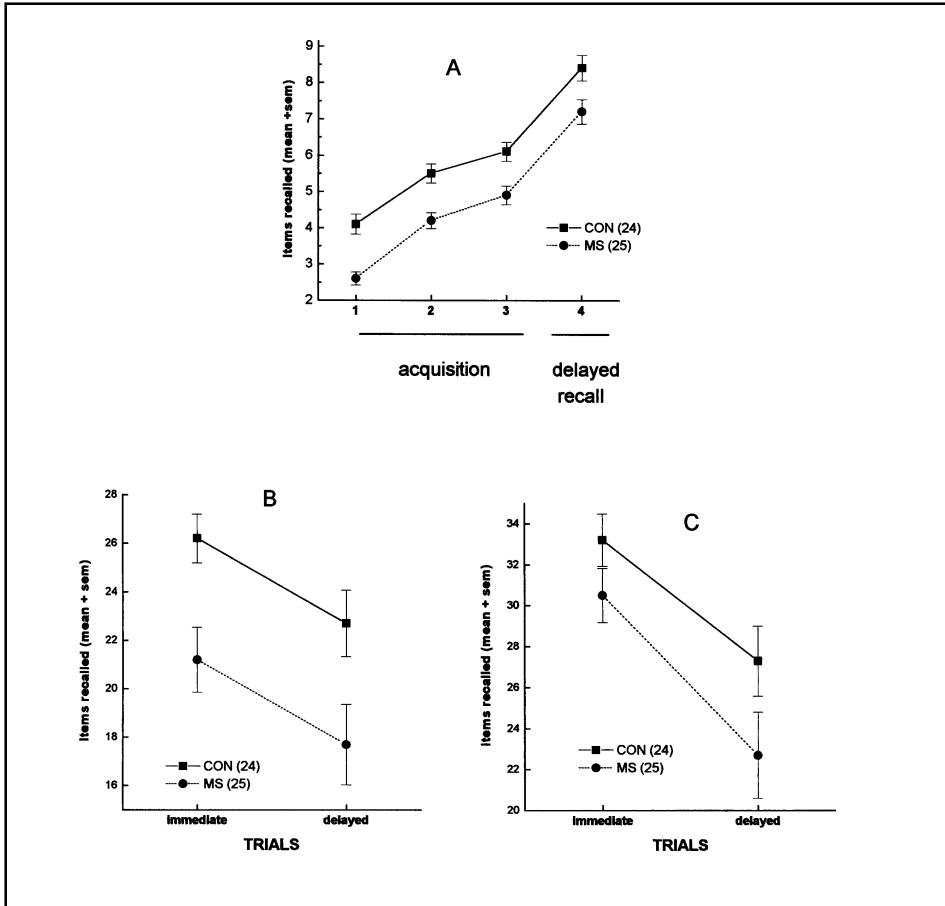 A
9
8
7
6
5
4
3
2
Items recalled (mean +sem)
CON (24)
MS (25)
1 2 3 4
acquisition
delayed
recall
B
28
26
24
22
20
18
16
Items recalled (mean + sem)
CON (24)
MS (25)
Immediate delayed
TRIALS
C
34
32
30
28
26
24
22
20
Items recalled (mean + sem)
CON (24)
MS (25)
Immediate delayed
TRIALS